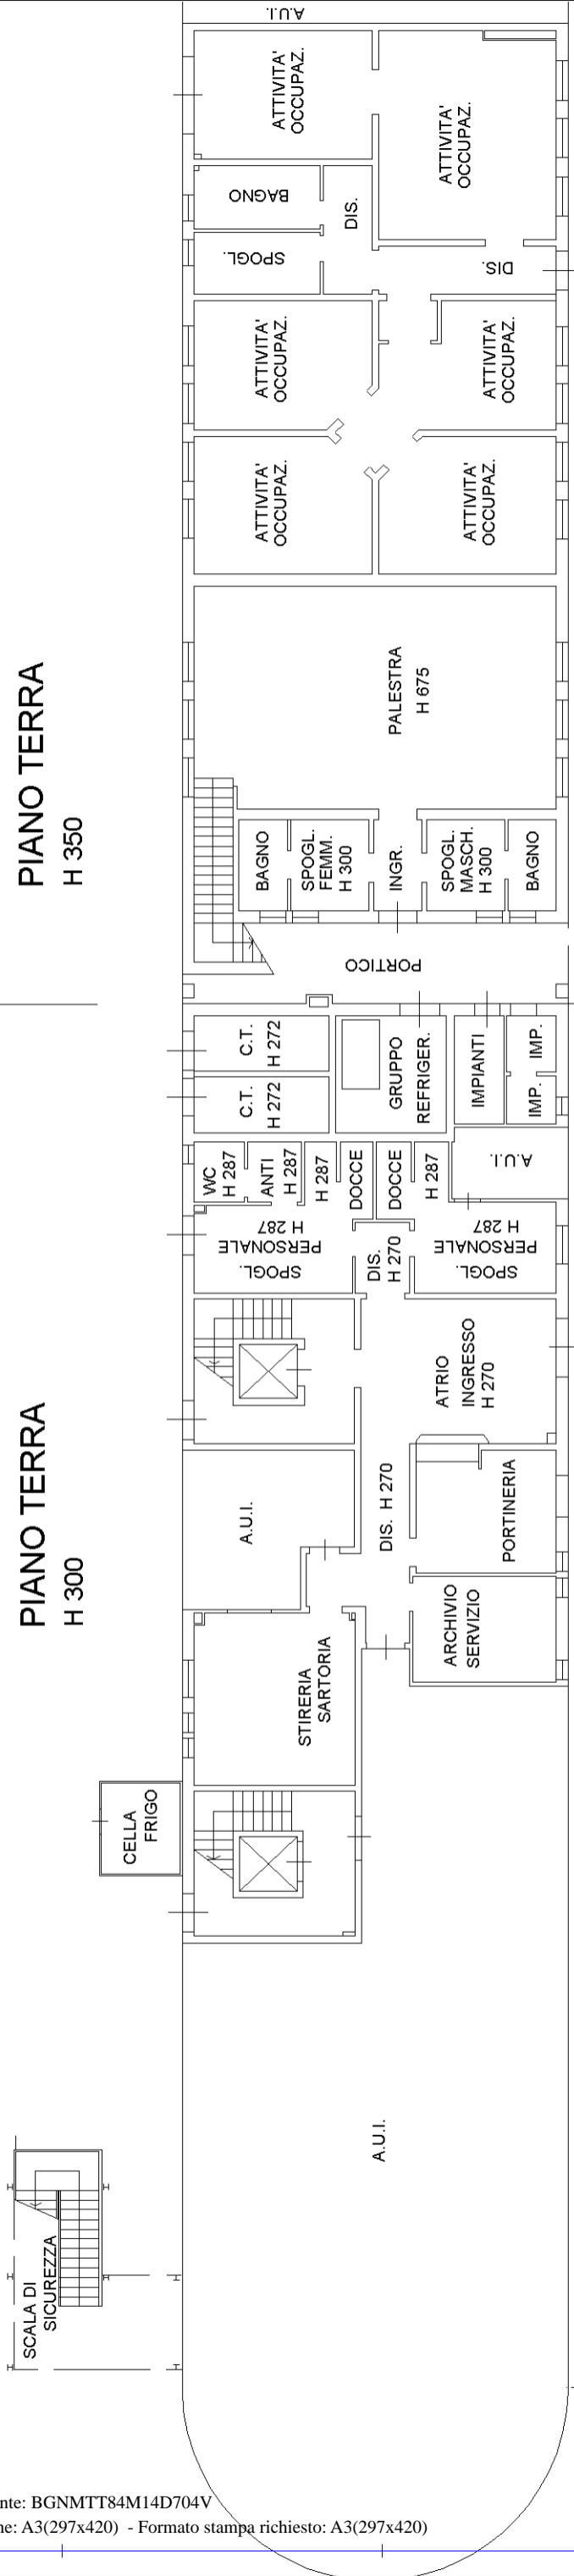 A.U.I.
ATTIVITA'
OCCUPAZ.
ATTIVITA'
OCCUPAZ.
BAGNO
DIS.
SPOGL.
DIS.
ATTIVITA'
OCCUPAZ.
ATTIVITA'
OCCUPAZ.
ATTIVITA'
OCCUPAZ.
ATTIVITA'
OCCUPAZ.
PIANO TERRA
H 350
PALESTRA
H 675
BAGNO
SPOGL.
FEMM.
H 300
INGR.
SPOGL.
MASCH.
H 300
BAGNO
PORTICO
C.T.
H 272
C.T.
H 272
GRUPPO
REFRIGER.
IMPIANTI
IMP.
IMP.
WC
H 287
ANTI
H 287
H 287
DOCCE
DOCCE
H 287
A.U.I.
SPOGL.
PERSONALE
H 287
DIS.
H 270
SPOGL.
PERSONALE
H 287
ATRIO
INGRESSO
H 270
PIANO TERRA
H 300
A.U.I.
DIS. H 270
PORTINERIA
STIRERIA
SARTORIA
ARCHIVIO
SERVIZIO
CELLA
FRIGO
A.U.I.
SCALA DI
SICUREZZA
nte: BGNMTT84M14D704V
ne: A3(297x420) - Formato stampa richiesto: A3(297x420)